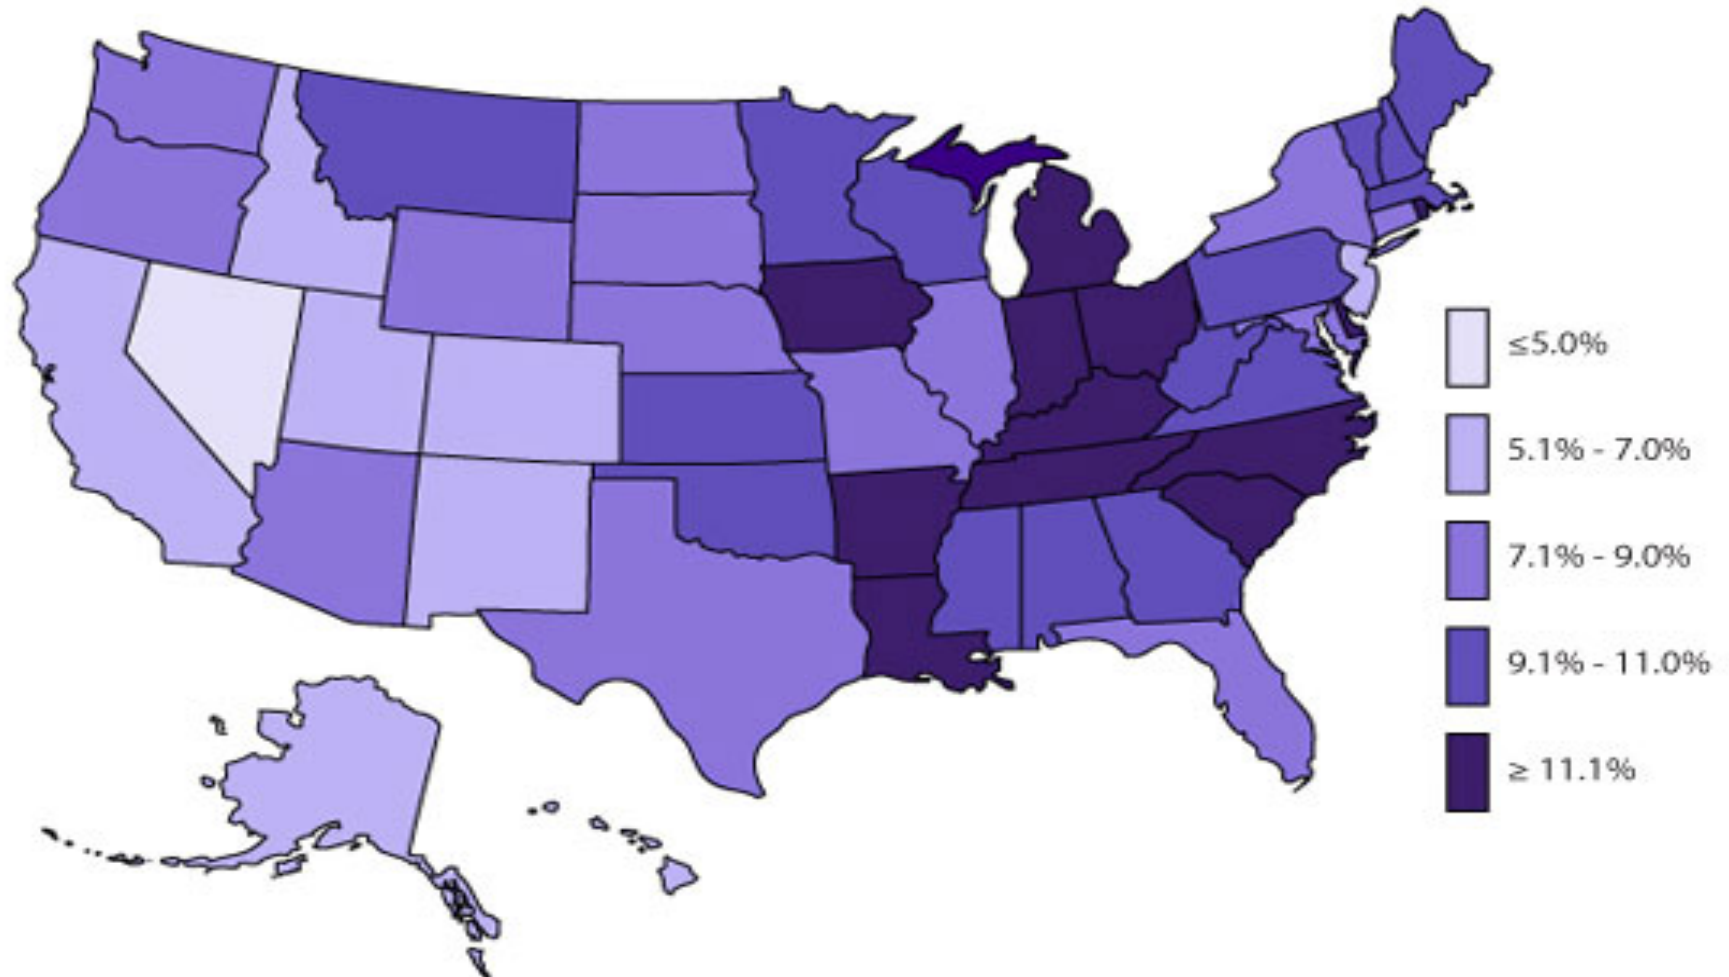 ≤5.0%
5.1% - 7.0%
7.1% - 9.0%
9.1% - 11.0%
≥ 11.1%